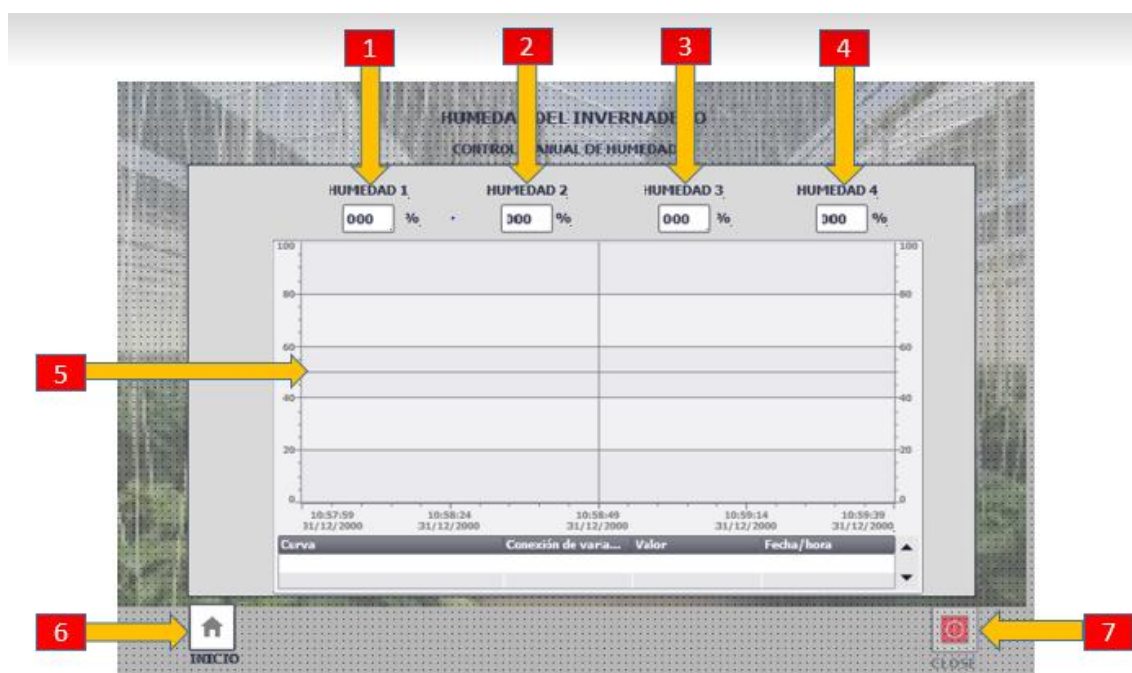 1 2 3 4
HUMEDA DEL INVERNADE O
CONTROL ANUAL DE HUMEDAD
HUMEDAD 1 HUMEDAD 2 HUMEDAD 3 HUMEDAD 4
000 % 000 % 000 % 000 %
100 100
80 80
60 60
5
40 40
20 20
0 0
10:57:59 10:58:24 10:58:49 10:59:14 10:59:39
31/12/2000 31/12/2000 31/12/2000 31/12/2000 31/12/2000
Curva Conexión de varia... Valor Fecha/hora
6 7
INICIO CLOSE